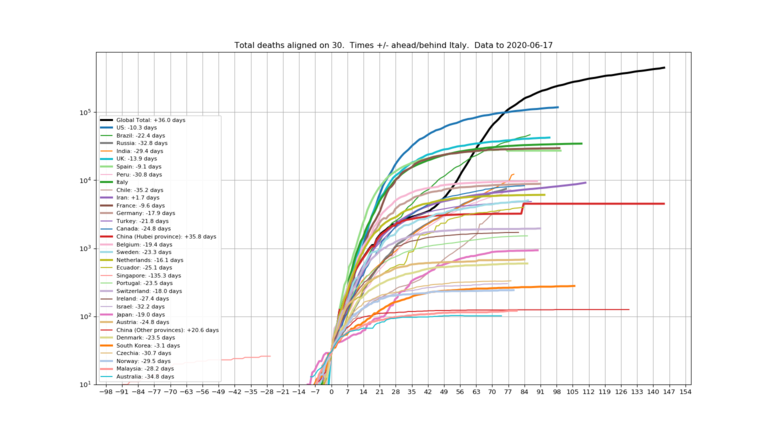 Total deaths aligned on 30.  Times +/- ahead/behind Italy.  Data to 2020-06-17
10⁵
10⁴
10³
10²
10¹
Global Total: +36.0 days
US: -10.3 days
Brazil: -22.4 days
Russia: -32.8 days
India: -29.4 days
UK: -13.9 days
Spain: -9.1 days
Peru: -30.8 days
Italy
Chile: -35.2 days
Iran: +1.7 days
France: -9.6 days
Germany: -17.9 days
Turkey: -21.8 days
Canada: -24.8 days
China (Hubei province): +35.8 days
Belgium: -19.4 days
Sweden: -23.3 days
Netherlands: -16.1 days
Ecuador: -25.1 days
Singapore: -135.3 days
Portugal: -23.5 days
Switzerland: -18.0 days
Ireland: -27.4 days
Israel: -32.2 days
Japan: -19.0 days
Austria: -24.8 days
China (Other provinces): +20.6 days
Denmark: -23.5 days
South Korea: -3.1 days
Czechia: -30.7 days
Norway: -29.5 days
Malaysia: -28.2 days
Australia: -34.8 days
−98 −91 −84 −77 −70 −63 −56 −49 −42 −35 −28 −21 −14 −7 0 7 14 21 28 35 42 49 56 63 70 77 84 91 98 105 112 119 126 133 140 147 154